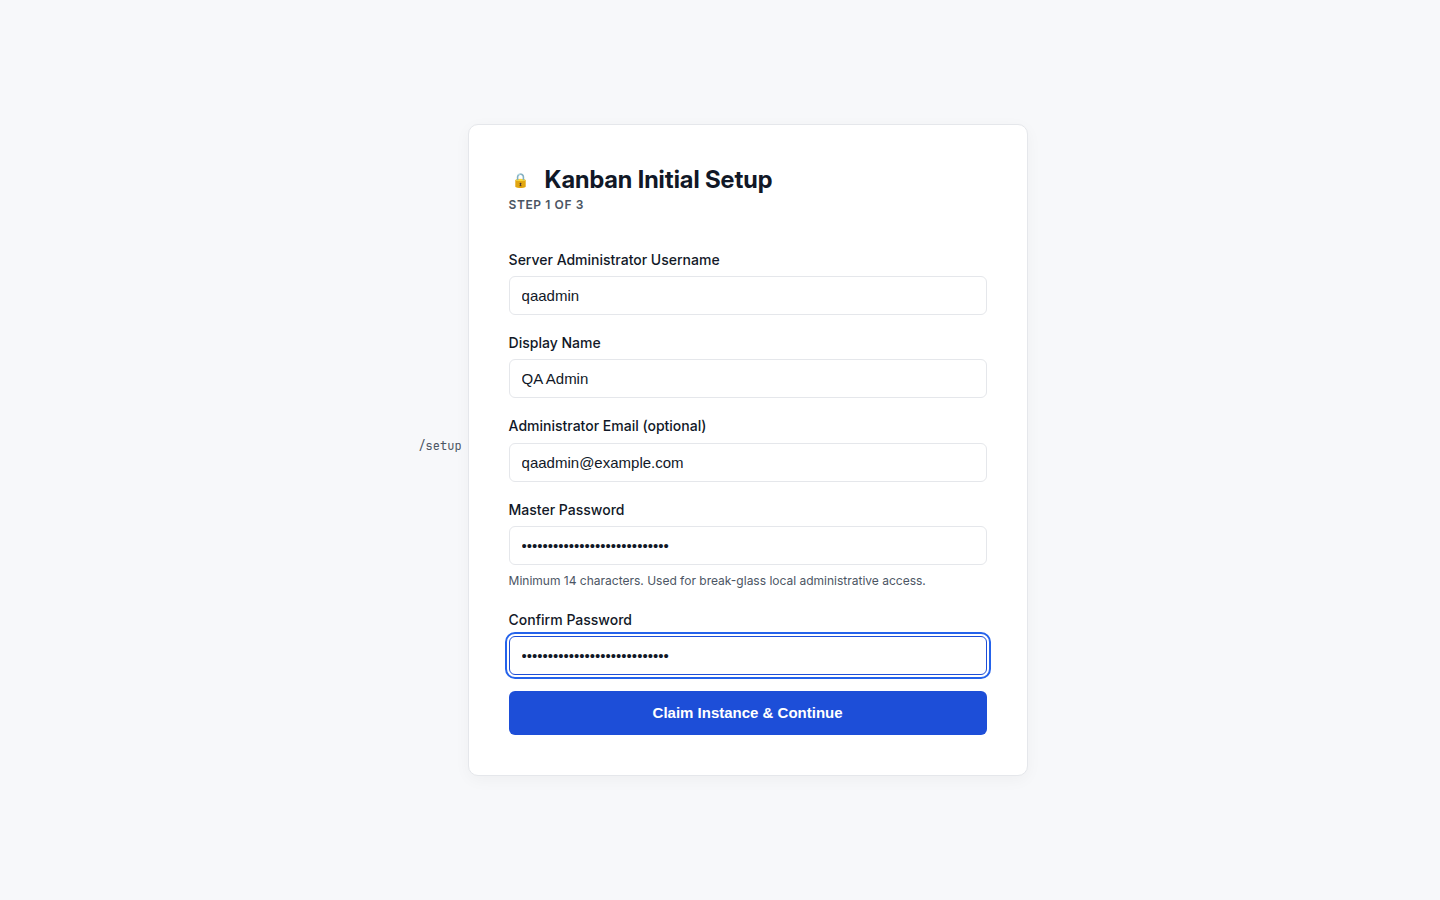 🔒 Kanban Initial Setup
STEP 1 OF 3
Server Administrator Username
qaadmin
Display Name
QA Admin
Administrator Email (optional)
/setup
qaadmin@example.com
Master Password
••••••••••••••••••••••••••••
Minimum 14 characters. Used for break-glass local administrative access.
Confirm Password
••••••••••••••••••••••••••••
Claim Instance & Continue